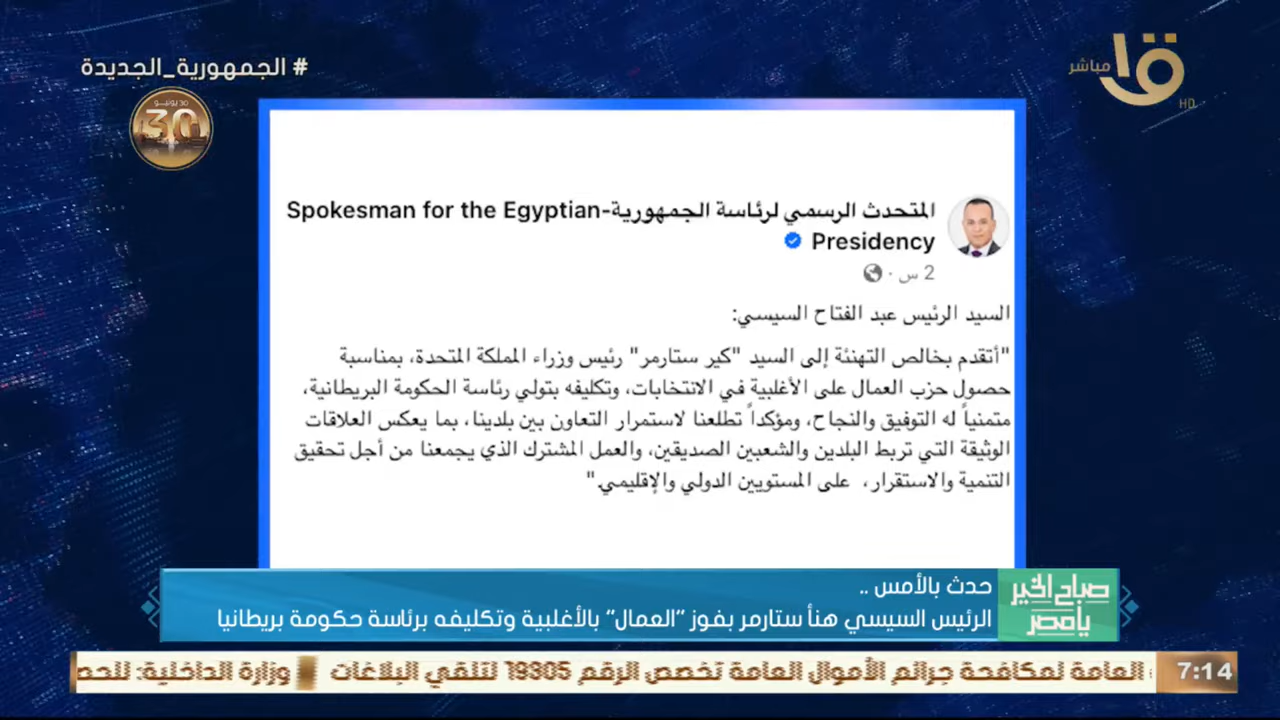 # الجمهورية_الجديدة
مباشر
HD
30 يونيو
30
المتحدث الرسمي لرئاسة الجمهورية-Spokesman for the Egyptian
Presidency
2 س ·
السيد الرئيس عبد الفتاح السيسي:
"أتقدم بخالص التهنئة إلى السيد "كير ستارمر" رئيس وزراء المملكة المتحدة، بمناسبة
حصول حزب العمال على الأغلبية في الانتخابات، وتكليفه بتولي رئاسة الحكومة البريطانية،
متمنياً له التوفيق والنجاح، ومؤكداً تطلعنا لاستمرار التعاون بين بلدينا، بما يعكس العلاقات
الوثيقة التي تربط البلدين والشعبين الصديقين، والعمل المشترك الذي يجمعنا من أجل تحقيق
التنمية والاستقرار، على المستويين الدولي والإقليمي."
صباح الخير
يا مصر
حدث بالأمس ..
الرئيس السيسي هنأ ستارمر بفوز “العمال” بالأغلبية وتكليفه برئاسة حكومة بريطانيا
العامة لمكافحة جرائم الأموال العامة تخصص الرقم 19805 لتلقي البلاغات وزارة الداخلية:
7:14